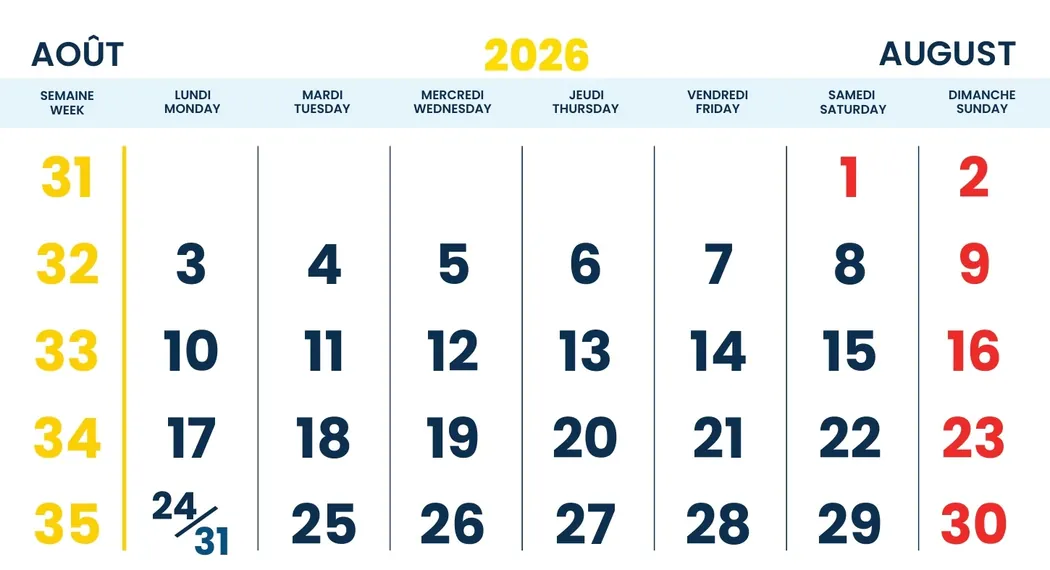 AOÛT 2026 AUGUST
SEMAINE LUNDI MARDI MERCREDI JEUDI VENDREDI SAMEDI DIMANCHE
WEEK MONDAY TUESDAY WEDNESDAY THURSDAY FRIDAY SATURDAY SUNDAY
31 1 2
32 3 4 5 6 7 8 9
33 10 11 12 13 14 15 16
34 17 18 19 20 21 22 23
35 24/31 25 26 27 28 29 30